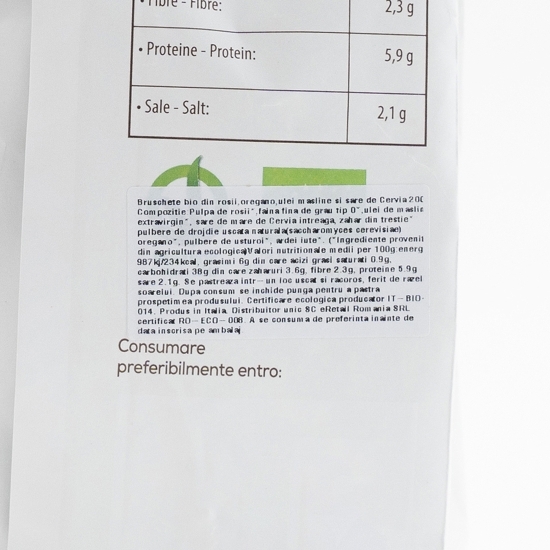 • Fibre - Fibre: 2,3 g
• Proteine - Protein: 5,9 g
• Sale - Salt: 2,1 g
Bruschete bio din rosii,oregano,ulei masline si sare de Cervia 200
Compozitie Pulpa de rosii*,faina fina de grau tip 0*,ulei de maslin
extravirgin*, sare de mare de Cervia intreaga, zahar din trestie*
pulbere de drojdie uscata naturala(saccharomyces cerevisiae)
oregano*, pulbere de usturoi*, ardei iute*. (*Ingrediente provenit
din agricultura ecologica)Valori nutritionale medii per 100g:energ
987kj/234kcal, grasimi 6g din care acizi grasi saturati 0.9g,
carbohidrati 38g din care zaharuri 3.6g, fibre 2.3g, proteine 5.9g
sare 2.1g. Se pastreaza intr-un loc uscat si racoros, ferit de razel
soarelui. Dupa consum se inchide punga pentru a pastra
prospetimea produsului. Certificare ecologica producator IT-BIO-
014. Produs in Italia. Distribuitor unic SC eRetail Romania SRL
certificat RO-ECO-008. A se consuma de preferinta inainte de
data inscrisa pe ambalaj
Consumare
preferibilmente entro: